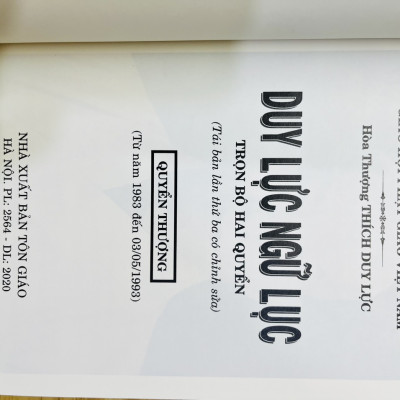 Hòa Thượng THÍCH DUY LỰC
DUY LỰC NGỮ LỤC
TRỌN BỘ HAI QUYỂN
(Tái bản lần thứ ba có chỉnh sửa)
QUYỂN THƯỢNG
(Từ năm 1983 đến 03/05/1993)
NHÀ XUẤT BẢN TÔN GIÁO
HÀ NỘI. PL: 2564 - DL: 2020